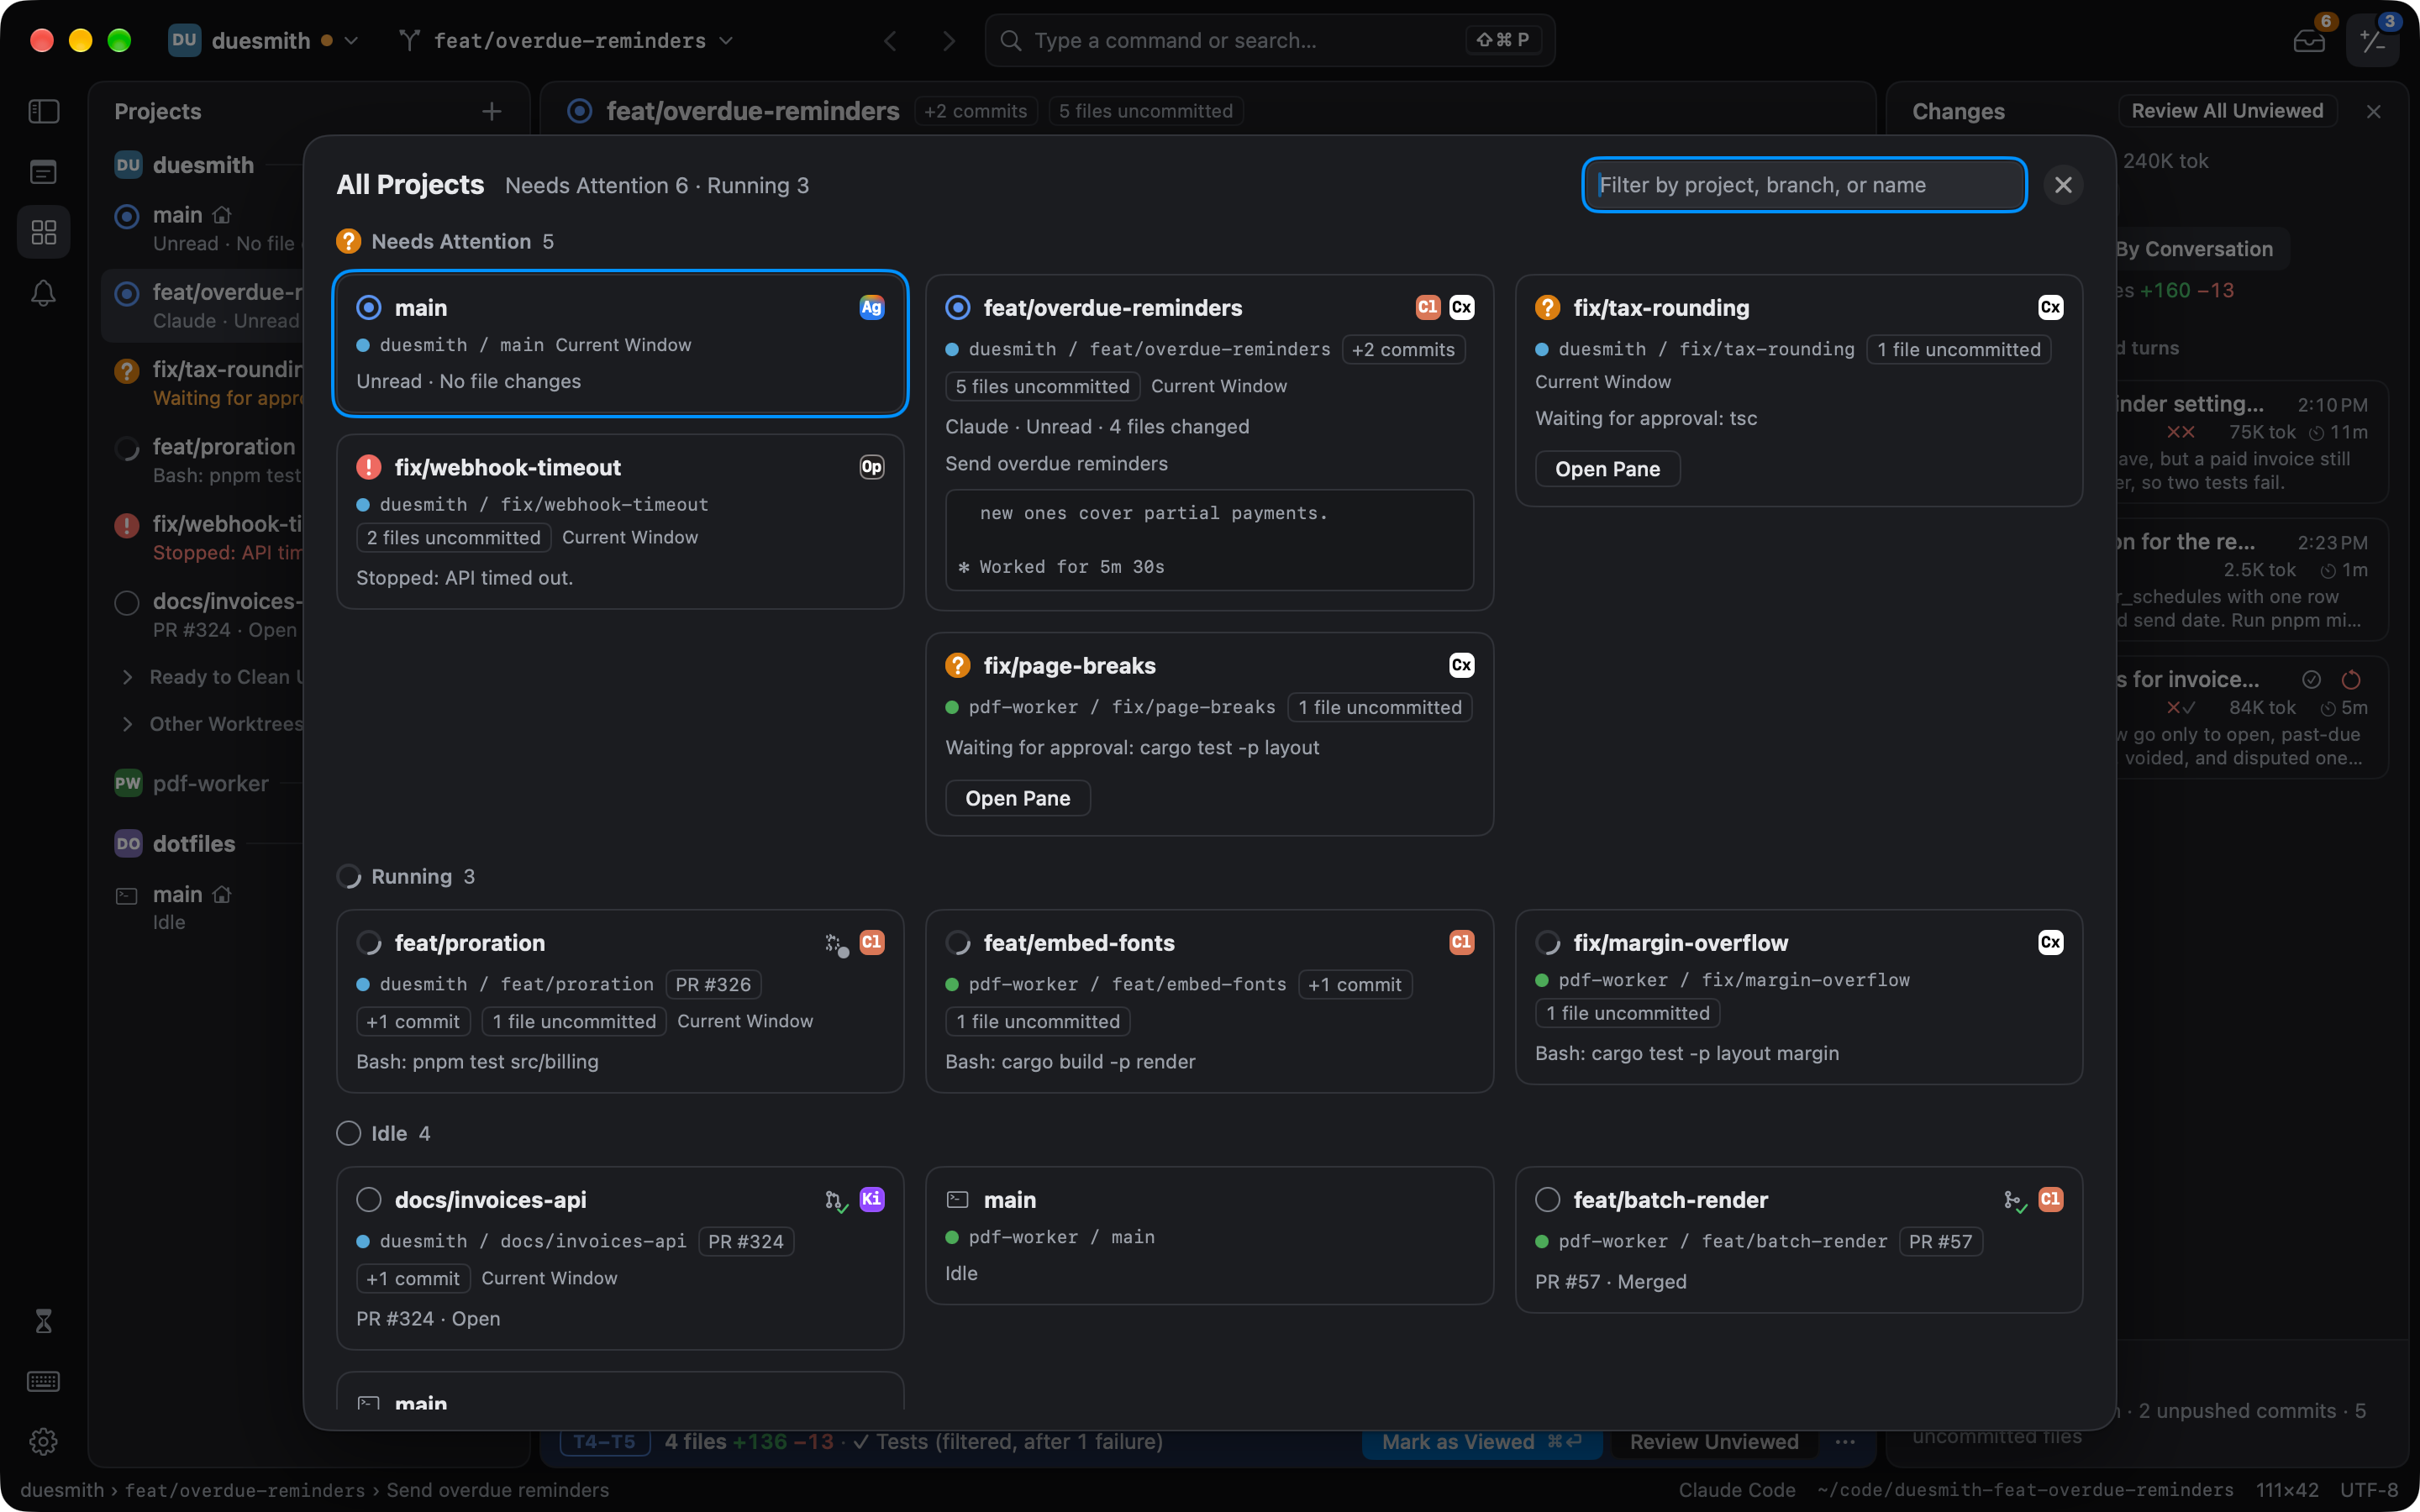 DU duesmith
feat/overdue-reminders
Type a command or search...
⇧⌘ P
6
3
Projects
DU duesmith
main
Unread · No file
feat/overdue-r
Claude · Unread
fix/tax-roundin
Waiting for appro
feat/proration
Bash: pnpm test
fix/webhook-ti
Stopped: API tim
docs/invoices-
PR #324 · Open
Ready to Clean U
Other Worktrees
PW pdf-worker
DO dotfiles
main
Idle
feat/overdue-reminders
+2 commits
5 files uncommitted
Changes
Review All Unviewed
240K tok
By Conversation
es +160 −13
d turns
inder setting... 2:10 PM
75K tok 11m
ave, but a paid invoice still
er, so two tests fail.
on for the re... 2:23 PM
2.5K tok 1m
r_schedules with one row
d send date. Run pnpm mi...
s for invoice...
84K tok 5m
w go only to open, past-due
voided, and disputed one...
2 unpushed commits · 5
uncommitted files
All Projects
Needs Attention 6 · Running 3
Filter by project, branch, or name
Needs Attention 5
main Ag
duesmith / main Current Window
Unread · No file changes
feat/overdue-reminders Cl Cx
duesmith / feat/overdue-reminders +2 commits
5 files uncommitted Current Window
Claude · Unread · 4 files changed
Send overdue reminders
new ones cover partial payments.
✻ Worked for 5m 30s
fix/tax-rounding Cx
duesmith / fix/tax-rounding 1 file uncommitted
Current Window
Waiting for approval: tsc
Open Pane
fix/webhook-timeout Op
duesmith / fix/webhook-timeout
2 files uncommitted Current Window
Stopped: API timed out.
fix/page-breaks Cx
pdf-worker / fix/page-breaks 1 file uncommitted
Waiting for approval: cargo test -p layout
Open Pane
Running 3
feat/proration Cl
duesmith / feat/proration PR #326
+1 commit 1 file uncommitted Current Window
Bash: pnpm test src/billing
feat/embed-fonts Cl
pdf-worker / feat/embed-fonts +1 commit
1 file uncommitted
Bash: cargo build -p render
fix/margin-overflow Cx
pdf-worker / fix/margin-overflow
1 file uncommitted
Bash: cargo test -p layout margin
Idle 4
docs/invoices-api Ki
duesmith / docs/invoices-api PR #324
+1 commit Current Window
PR #324 · Open
main
pdf-worker / main
Idle
feat/batch-render Cl
pdf-worker / feat/batch-render PR #57
PR #57 · Merged
main
T4–T5 4 files +136 −13 · ✓ Tests (filtered, after 1 failure)
Mark as Viewed ⌘⏎
Review Unviewed
duesmith › feat/overdue-reminders › Send overdue reminders
Claude Code ~/code/duesmith-feat-overdue-reminders 111×42 UTF-8